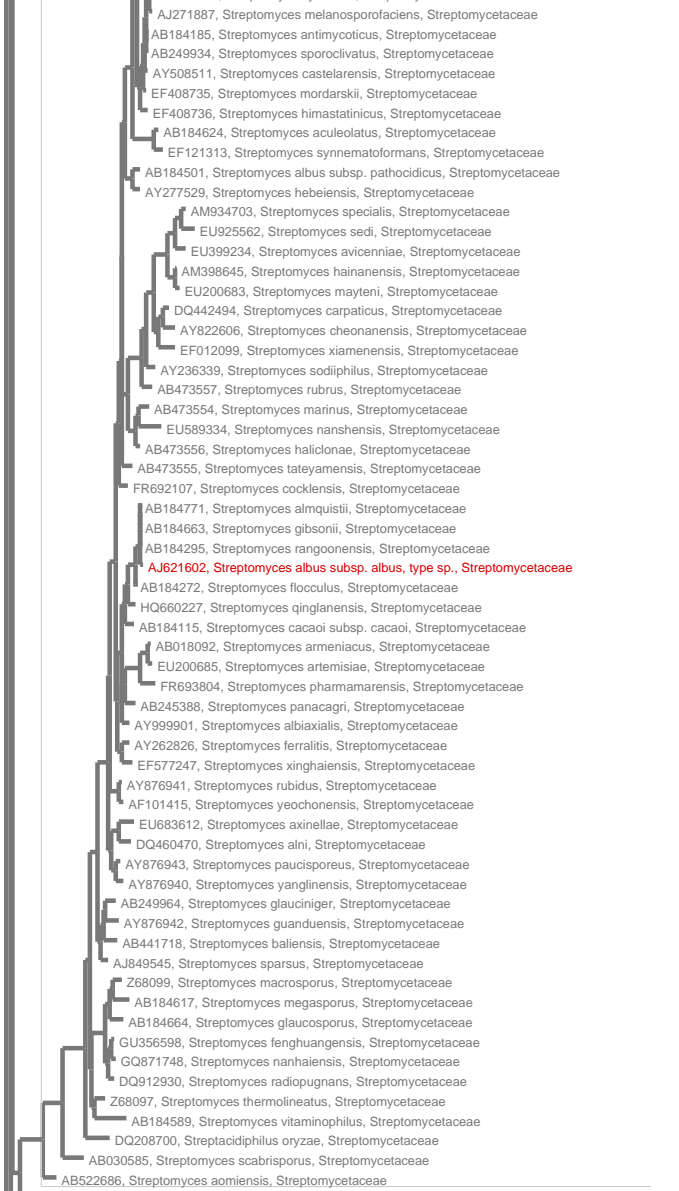 AJ271887, Streptomyces melanosporofaciens, Streptomycetaceae
AB184185, Streptomyces antimycoticus, Streptomycetaceae
AB249934, Streptomyces sporoclivatus, Streptomycetaceae
AY508511, Streptomyces castelarensis, Streptomycetaceae
EF408735, Streptomyces mordarskii, Streptomycetaceae
EF408736, Streptomyces himastatinicus, Streptomycetaceae
AB184624, Streptomyces aculeolatus, Streptomycetaceae
EF121313, Streptomyces synnematoformans, Streptomycetaceae
AB184501, Streptomyces albus subsp. pathocidicus, Streptomycetaceae
AY277529, Streptomyces hebeiensis, Streptomycetaceae
AM934703, Streptomyces specialis, Streptomycetaceae
EU925562, Streptomyces sedi, Streptomycetaceae
EU399234, Streptomyces avicenniae, Streptomycetaceae
AM398645, Streptomyces hainanensis, Streptomycetaceae
EU200683, Streptomyces mayteni, Streptomycetaceae
DQ442494, Streptomyces carpaticus, Streptomycetaceae
AY822606, Streptomyces cheonanensis, Streptomycetaceae
EF012099, Streptomyces xiamenensis, Streptomycetaceae
AY236339, Streptomyces sodiiphilus, Streptomycetaceae
AB473557, Streptomyces rubrus, Streptomycetaceae
AB473554, Streptomyces marinus, Streptomycetaceae
EU589334, Streptomyces nanshensis, Streptomycetaceae
AB473556, Streptomyces haliclonae, Streptomycetaceae
AB473555, Streptomyces tateyamensis, Streptomycetaceae
FR692107, Streptomyces cocklensis, Streptomycetaceae
AB184771, Streptomyces almquistii, Streptomycetaceae
AB184663, Streptomyces gibsonii, Streptomycetaceae
AB184295, Streptomyces rangoonensis, Streptomycetaceae
AJ621602, Streptomyces albus subsp. albus, type sp., Streptomycetaceae
AB184272, Streptomyces flocculus, Streptomycetaceae
HQ660227, Streptomyces qinglanensis, Streptomycetaceae
AB184115, Streptomyces cacaoi subsp. cacaoi, Streptomycetaceae
AB018092, Streptomyces armeniacus, Streptomycetaceae
EU200685, Streptomyces artemisiae, Streptomycetaceae
FR693804, Streptomyces pharmamarensis, Streptomycetaceae
AB245388, Streptomyces panacagri, Streptomycetaceae
AY999901, Streptomyces albiaxialis, Streptomycetaceae
AY262826, Streptomyces ferralitis, Streptomycetaceae
EF577247, Streptomyces xinghaiensis, Streptomycetaceae
AY876941, Streptomyces rubidus, Streptomycetaceae
AF101415, Streptomyces yeochonensis, Streptomycetaceae
EU683612, Streptomyces axinellae, Streptomycetaceae
DQ460470, Streptomyces alni, Streptomycetaceae
AY876943, Streptomyces paucisporeus, Streptomycetaceae
AY876940, Streptomyces yanglinensis, Streptomycetaceae
AB249964, Streptomyces glauciniger, Streptomycetaceae
AY876942, Streptomyces guanduensis, Streptomycetaceae
AB441718, Streptomyces baliensis, Streptomycetaceae
AJ849545, Streptomyces sparsus, Streptomycetaceae
Z68099, Streptomyces macrosporus, Streptomycetaceae
AB184617, Streptomyces megasporus, Streptomycetaceae
AB184664, Streptomyces glaucosporus, Streptomycetaceae
GU356598, Streptomyces fenghuangensis, Streptomycetaceae
GQ871748, Streptomyces nanhaiensis, Streptomycetaceae
DQ912930, Streptomyces radiopugnans, Streptomycetaceae
Z68097, Streptomyces thermolineatus, Streptomycetaceae
AB184589, Streptomyces vitaminophilus, Streptomycetaceae
DQ208700, Streptacidiphilus oryzae, Streptomycetaceae
AB030585, Streptomyces scabrisporus, Streptomycetaceae
AB522686, Streptomyces aomiensis, Streptomycetaceae